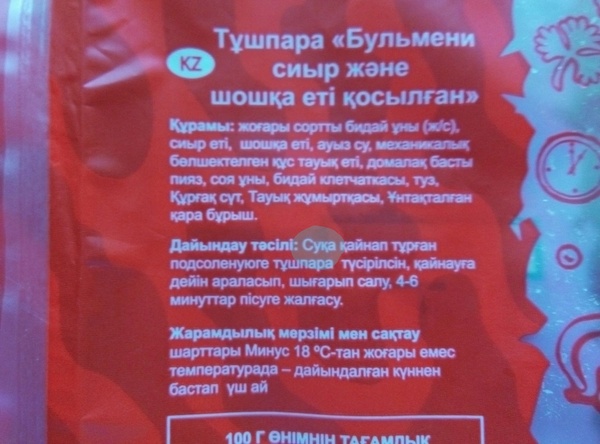 Тұшпара «Бульмени
KZ
сиыр және
шошқа еті қосылған»
Құрамы: жоғары сортты бидай ұны (ж/с),
сиыр еті, шошқа еті, ауыз су, механикалық
бөлшектелген құс тауық еті, домалақ басты
пияз, соя ұны, бидай клетчаткасы, туз,
Құрғақ сүт, Тауық жұмыртқасы, Ұнтақталған
қара бұрыш.
Дайындау тәсілі: Суқа қайнап тұрған
подсоленуюге тұшпара түсірілсін, қайнауға
дейін араласып, шығарып салу, 4-6
минуттар пісуге жалғасу.
Жарамдылық мерзімі мен сақтау
шарттары Минус 18 ºС-тан жоғары емес
температурада – дайындалған күннен
бастап үш ай
100 Г ӨНІМНІҢ ТАҒАМДЫҚ